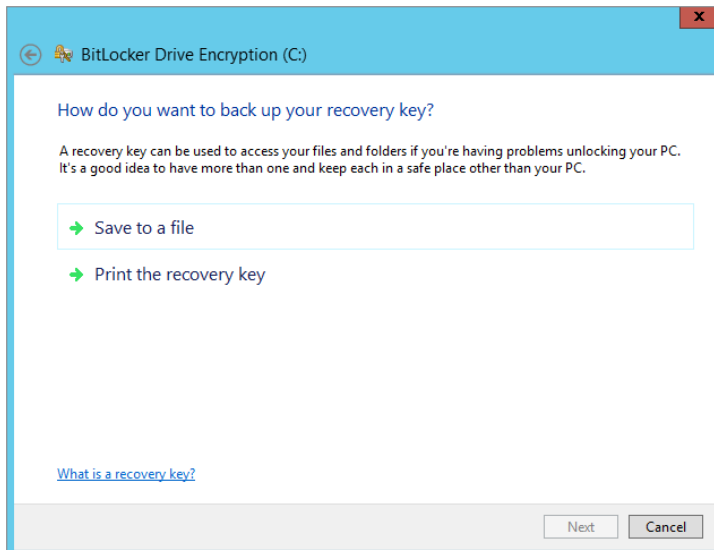 x
BitLocker Drive Encryption (C:)
How do you want to back up your recovery key?
A recovery key can be used to access your files and folders if you're having problems unlocking your PC.
It's a good idea to have more than one and keep each in a safe place other than your PC.
Save to a file
Print the recovery key
What is a recovery key?
Next Cancel